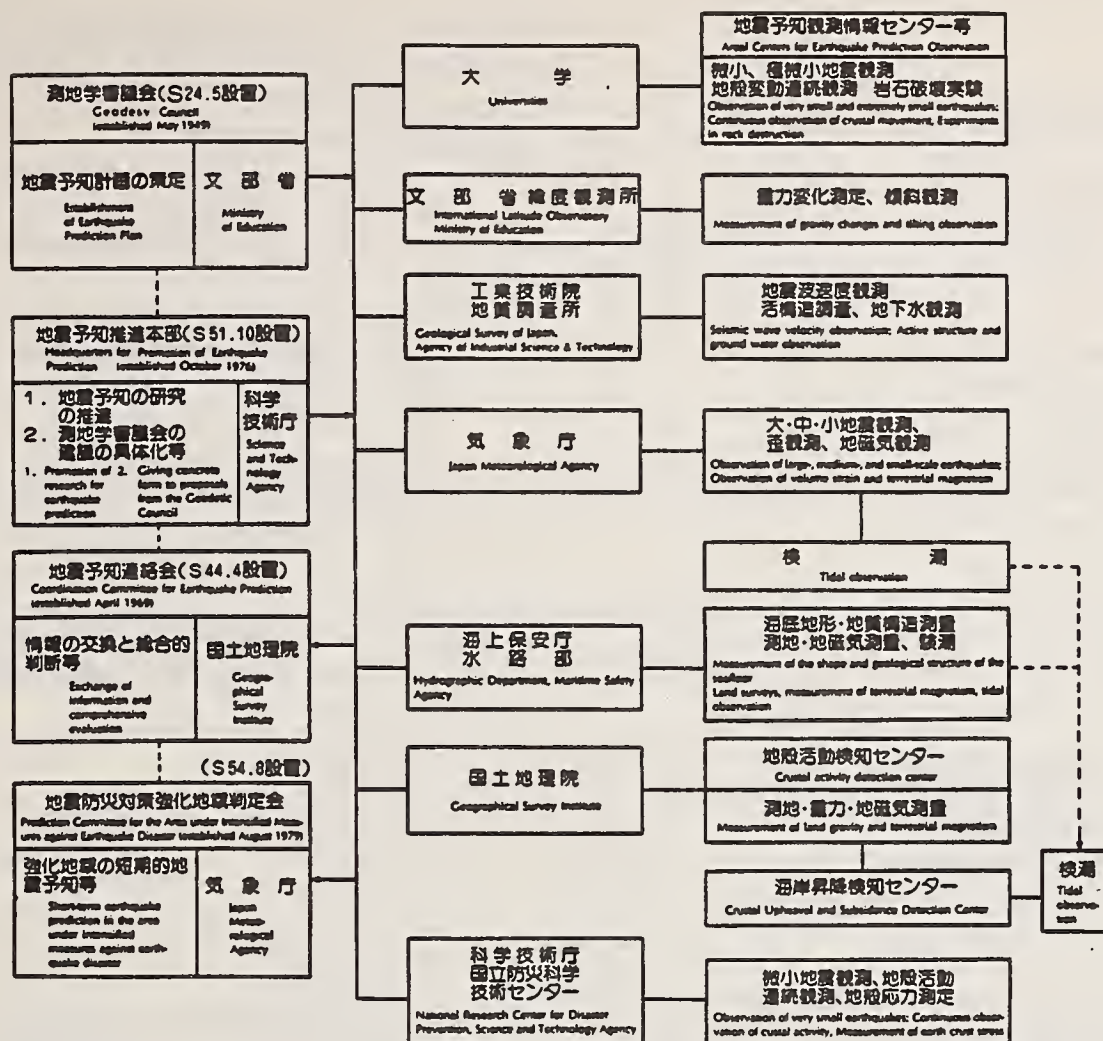 測地学審議会(S24.5設置)
Geodesy Council
(established May 1949)
地震予知計画の策定
Establishment
of Earthquake
Prediction Plan
文部省
Ministry
of Education
地震予知推進本部(S51.10設置)
Headquarters for Promotion of Earthquake
Prediction (established October 1976)
1. 地震予知の研究
の推進
2. 測地学審議会の
建議の具体化等
1. Promotion of
research for
earthquake
prediction
2. Giving concrete
form to proposals
from the Geodetic
Council
科学
技術庁
Science
and Tech-
nology
Agency
地震予知連絡会(S44.4設置)
Coordination Committee for Earthquake Prediction
(established April 1969)
情報の交換と総合的
判断等
Exchange of
information and
comprehensive
evaluation
国土地理院
Geogra-
phical
Survey
Institute
(S54.8設置)
地震防災対策強化地域判定会
Prediction Committee for the Area under Intensified Meas-
ures against Earthquake Disaster (established August 1979)
強化地域の短期的地
震予知等
Short-term earthquake
prediction in the area
under intensified
measures against earth-
quake disaster
気象庁
Japan
Meteo-
rological
Agency
大学
Universities
文部省緯度観測所
International Latitude Observatory
Ministry of Education
工業技術院
地質調査所
Geological Survey of Japan,
Agency of Industrial Science & Technology
気象庁
Japan Meteorological Agency
海上保安庁
水路部
Hydrographic Department, Maritime Safety
Agency
国土地理院
Geographical Survey Institute
科学技術庁
国立防災科学
技術センター
National Research Center for Disaster
Prevention, Science and Technology Agency
地震予知観測情報センター等
Areal Centers for Earthquake Prediction Observation
微小、極微小地震観測
地殻変動連続観測 岩石破壊実験
Observation of very small and extremely small earthquakes;
Continuous observation of crustal movement, Experiments
in rock destruction
重力変化測定、傾斜観測
Measurement of gravity changes and tilting observation
地震波速度観測
活構造調査、地下水観測
Seismic wave velocity observation; Active structure and
ground water observation
大・中・小地震観測、
歪観測、地磁気観測
Observation of large-, medium-, and small-scale earthquakes;
Observation of volume strain and terrestrial magnetism
検潮
Tidal observation
海底地形・地質構造測量
測地・地磁気測量、験潮
Measurement of the shape and geological structure of the
seafloor
Land surveys, measurement of terrestrial magnetism, tidal
observation
地殻活動検知センター
Crustal activity detection center
測地・重力・地磁気測量
Measurement of land gravity and terrestrial magnetism
海岸昇降検知センター
Crustal Upheaval and Subsidence Detection Center
検潮
Tidal
observa-
tion
微小地震観測、地殻活動
連続観測、地殻応力測定
Observation of very small earthquakes; Continuous obser-
vation of custal activity, Measurement of earth crust stress